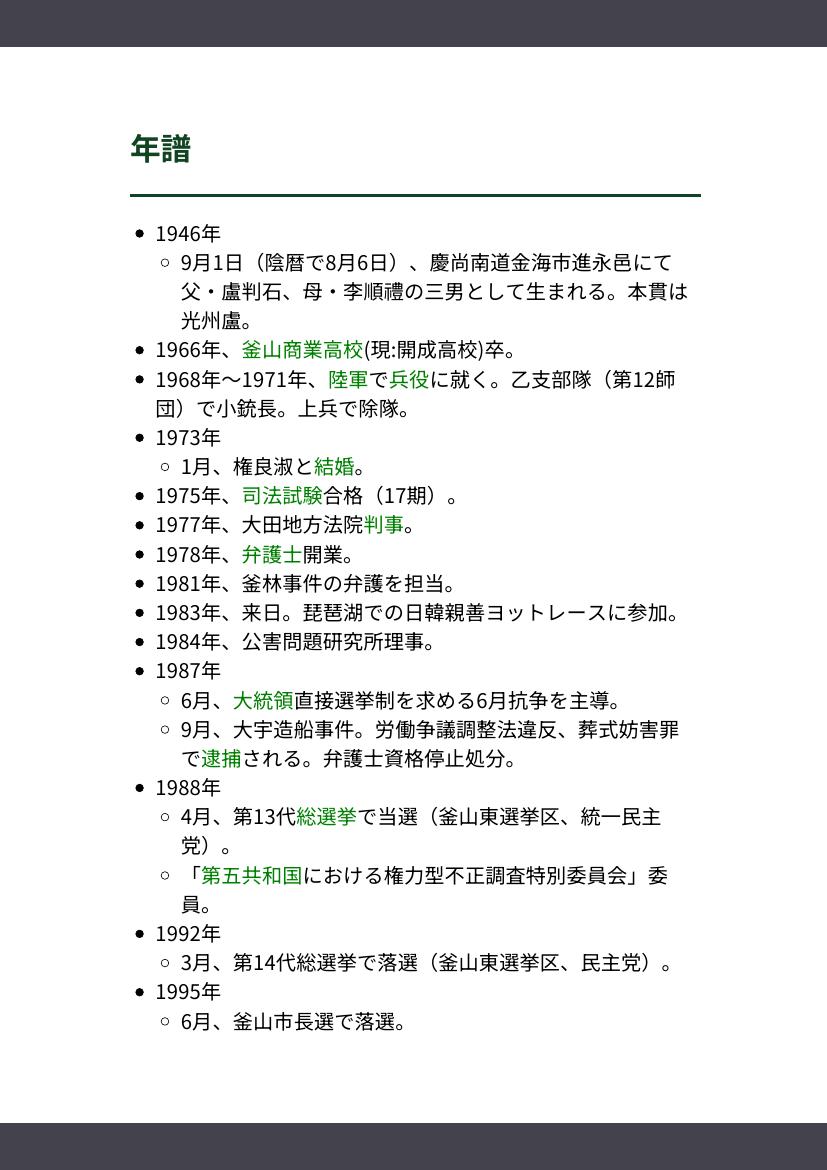 年譜
• 1946年
◦ 9月1日（陰暦で8月6日）、慶尚南道金海市進永邑にて
父・盧判石、母・李順禮の三男として生まれる。本貫は
光州盧。
• 1966年、釜山商業高校(現:開成高校)卒。
• 1968年〜1971年、陸軍で兵役に就く。乙支部隊（第12師
団）で小銃長。上兵で除隊。
• 1973年
◦ 1月、権良淑と結婚。
• 1975年、司法試験合格（17期）。
• 1977年、大田地方法院判事。
• 1978年、弁護士開業。
• 1981年、釜林事件の弁護を担当。
• 1983年、来日。琵琶湖での日韓親善ヨットレースに参加。
• 1984年、公害問題研究所理事。
• 1987年
◦ 6月、大統領直接選挙制を求める6月抗争を主導。
◦ 9月、大宇造船事件。労働争議調整法違反、葬式妨害罪
で逮捕される。弁護士資格停止処分。
• 1988年
◦ 4月、第13代総選挙で当選（釜山東選挙区、統一民主
党）。
◦ 「第五共和国における権力型不正調査特別委員会」委
員。
• 1992年
◦ 3月、第14代総選挙で落選（釜山東選挙区、民主党）。
• 1995年
◦ 6月、釜山市長選で落選。